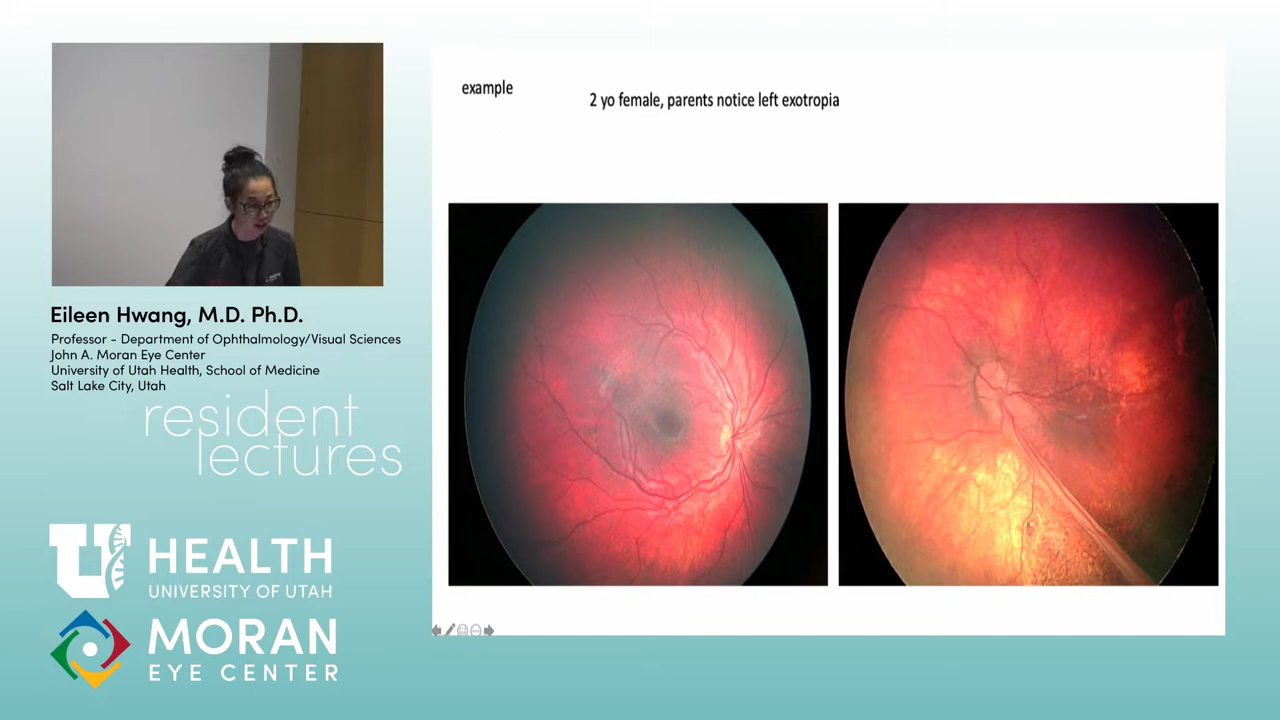 example
2 yo female, parents notice left exotropia
Eileen Hwang, M.D. Ph.D.
Professor - Department of Ophthalmology/Visual Sciences
John A. Moran Eye Center
University of Utah Health, School of Medicine
Salt Lake City, Utah
resident
lectures
U HEALTH
UNIVERSITY OF UTAH
MORAN
EYE CENTER